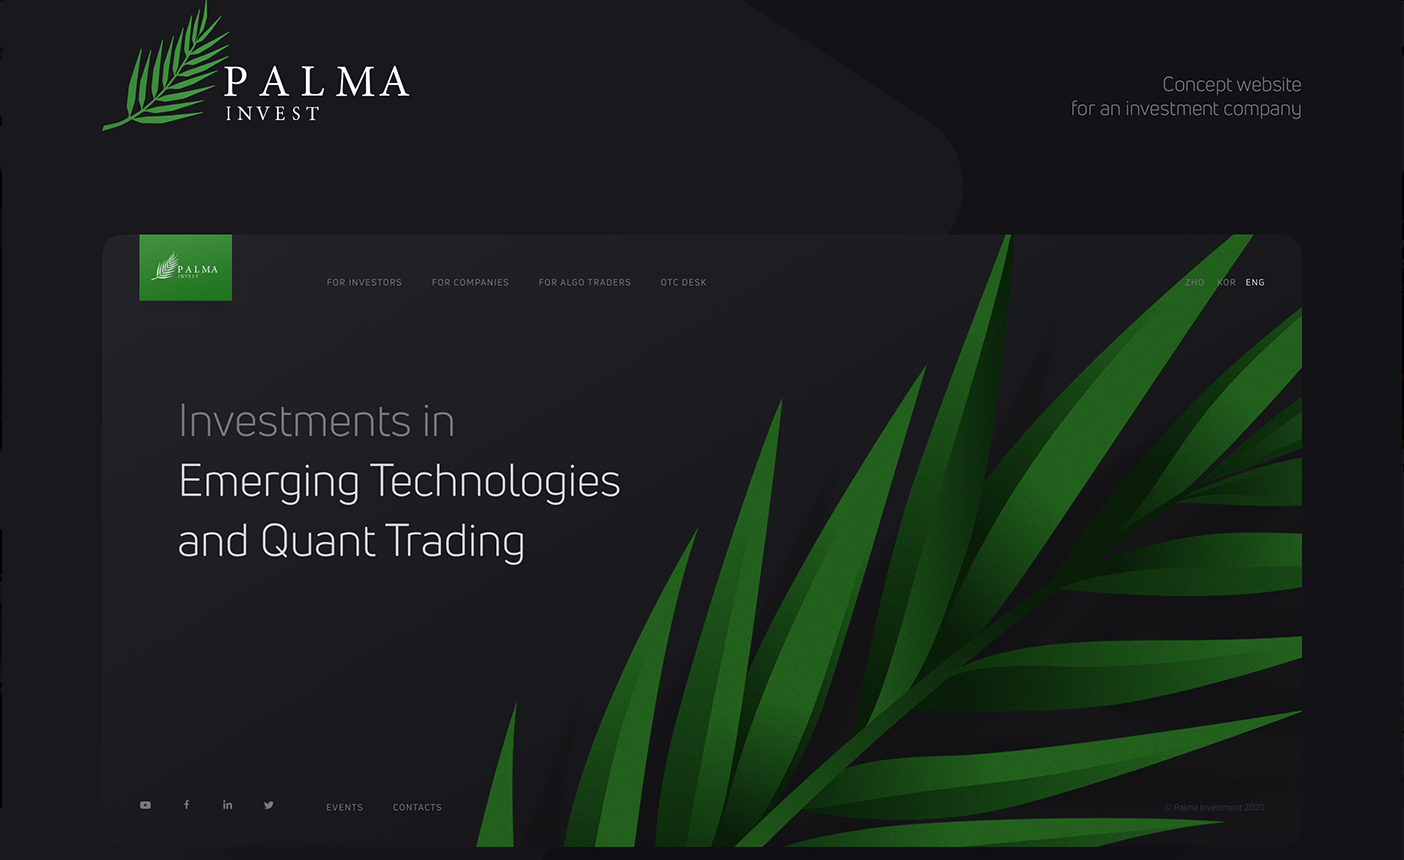 PALMA
INVEST
Concept website
for an investment company
PALMA
INVEST
FOR INVESTORS FOR COMPANIES FOR ALGO TRADERS OTC DESK ZHO KOR ENG
Investments in
Emerging Technologies
and Quant Trading
EVENTS CONTACTS © Palma Investment 2020